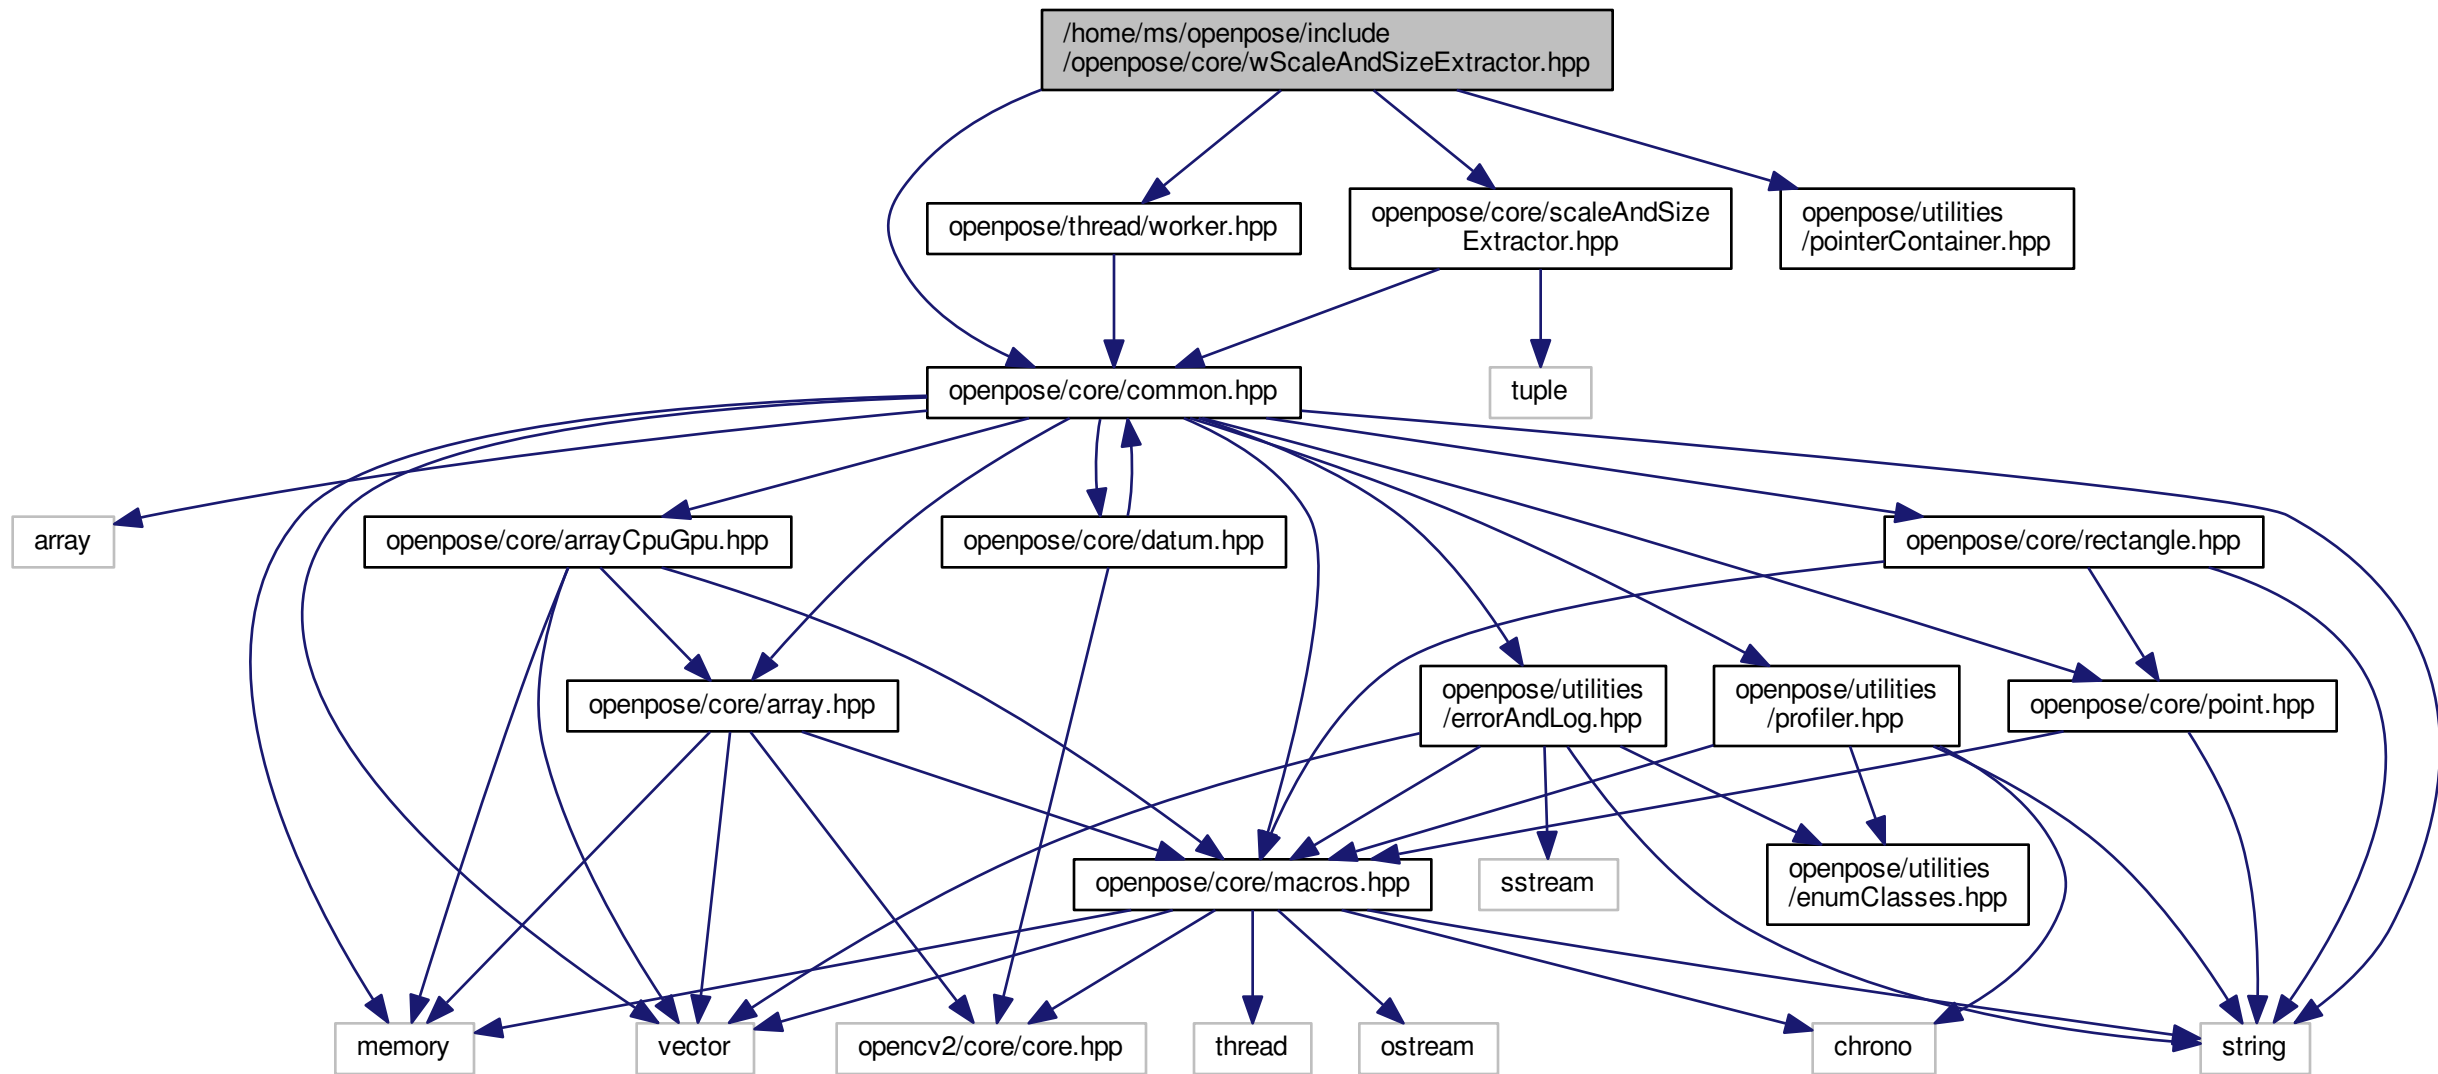 /home/ms/openpose/include
/openpose/core/wScaleAndSizeExtractor.hpp
openpose/thread/worker.hpp
openpose/core/scaleAndSize
Extractor.hpp
openpose/utilities
/pointerContainer.hpp
openpose/core/common.hpp
tuple
array
openpose/core/arrayCpuGpu.hpp
openpose/core/datum.hpp
openpose/core/rectangle.hpp
openpose/core/array.hpp
openpose/utilities
/errorAndLog.hpp
openpose/utilities
/profiler.hpp
openpose/core/point.hpp
openpose/core/macros.hpp
sstream
openpose/utilities
/enumClasses.hpp
memory
vector
opencv2/core/core.hpp
thread
ostream
chrono
string